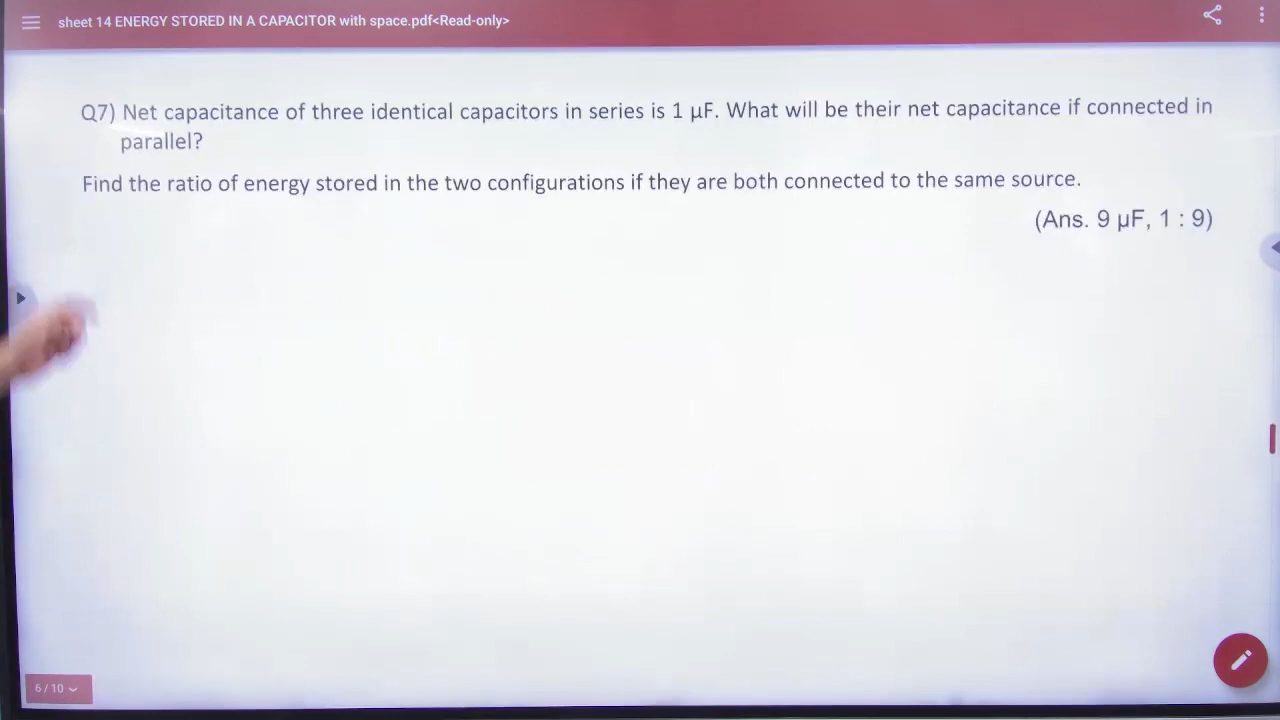 sheet 14 ENERGY STORED IN A CAPACITOR with space.pdf<Read-only>
Q7) Net capacitance of three identical capacitors in series is 1 µF. What will be their net capacitance if connected in
parallel?
Find the ratio of energy stored in the two configurations if they are both connected to the same source.
(Ans. 9 µF, 1 : 9)
6 / 10